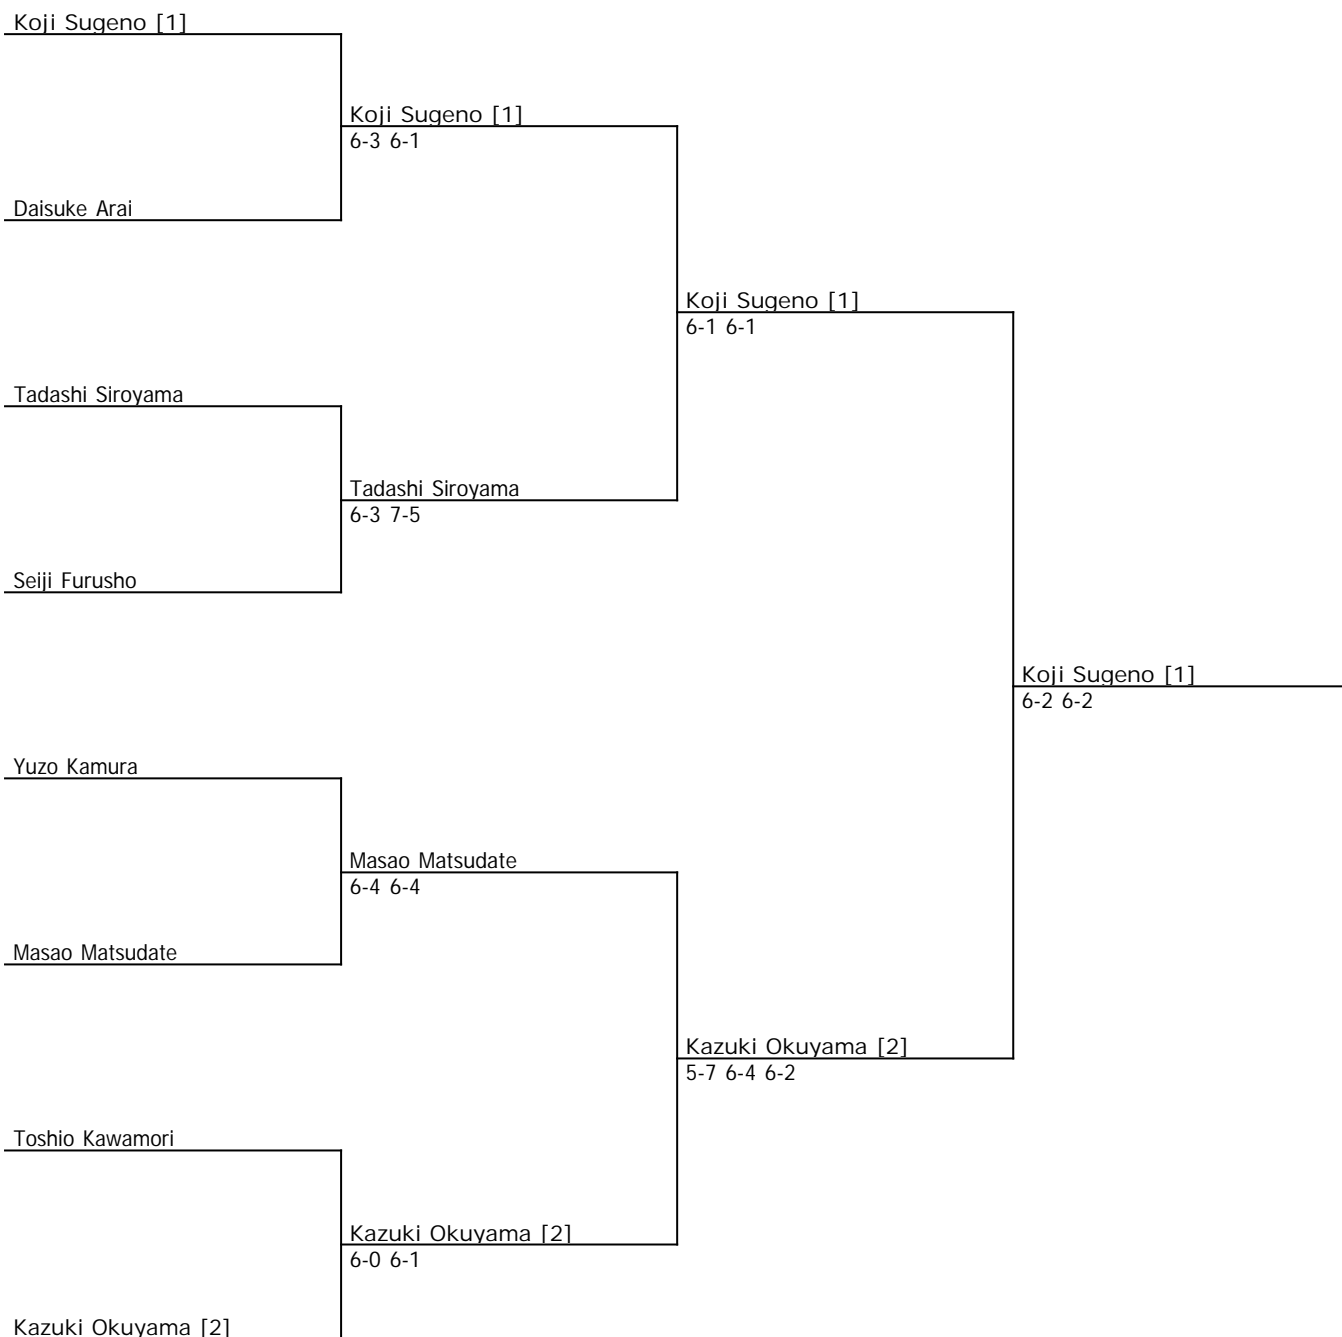 Koji Sugeno [1]
Koji Sugeno [1]
6-3 6-1
Daisuke Arai
Koji Sugeno [1]
6-1 6-1
Tadashi Siroyama
Tadashi Siroyama
6-3 7-5
Seiji Furusho
Koji Sugeno [1]
6-2 6-2
Yuzo Kamura
Masao Matsudate
6-4 6-4
Masao Matsudate
Kazuki Okuyama [2]
5-7 6-4 6-2
Toshio Kawamori
Kazuki Okuyama [2]
6-0 6-1
Kazuki Okuyama [2]